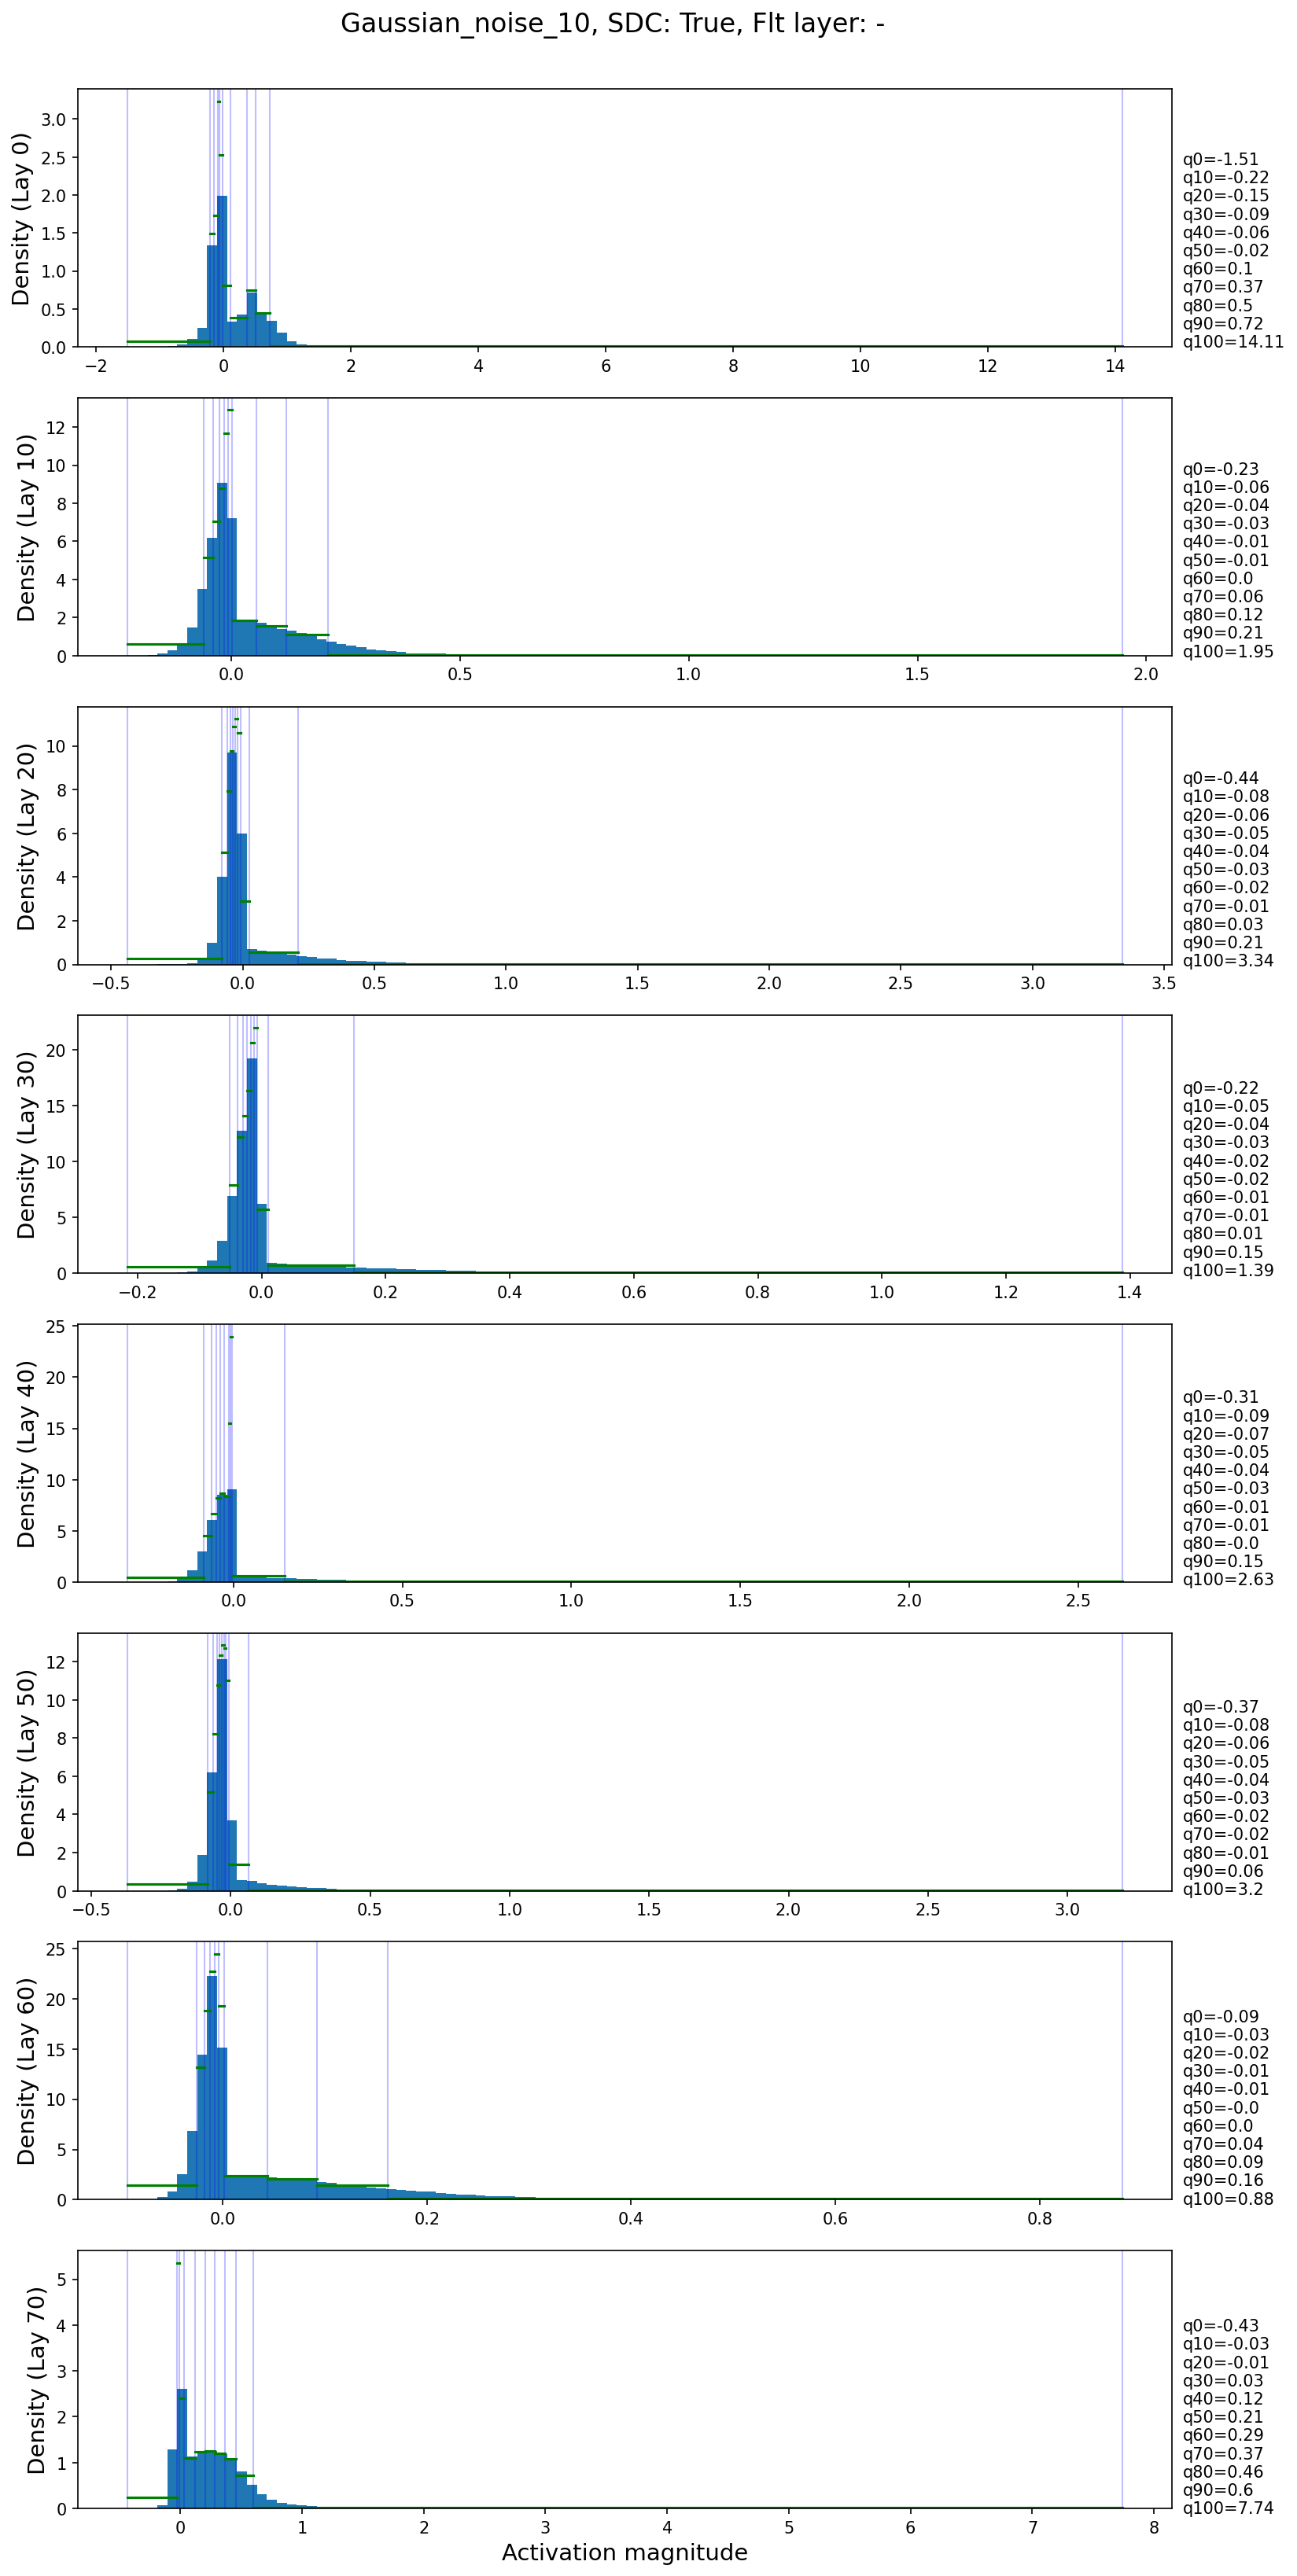 Gaussian_noise_10, SDC: True, Flt layer: -
Density (Lay 0)
3.0
2.5
2.0
1.5
1.0
0.5
0.0
−2 0 2 4 6 8 10 12 14
q0=-1.51
q10=-0.22
q20=-0.15
q30=-0.09
q40=-0.06
q50=-0.02
q60=0.1
q70=0.37
q80=0.5
q90=0.72
q100=14.11
Density (Lay 10)
12
10
8
6
4
2
0
0.0 0.5 1.0 1.5 2.0
q0=-0.23
q10=-0.06
q20=-0.04
q30=-0.03
q40=-0.01
q50=-0.01
q60=0.0
q70=0.06
q80=0.12
q90=0.21
q100=1.95
Density (Lay 20)
10
8
6
4
2
0
−0.5 0.0 0.5 1.0 1.5 2.0 2.5 3.0 3.5
q0=-0.44
q10=-0.08
q20=-0.06
q30=-0.05
q40=-0.04
q50=-0.03
q60=-0.02
q70=-0.01
q80=0.03
q90=0.21
q100=3.34
Density (Lay 30)
20
15
10
5
0
−0.2 0.0 0.2 0.4 0.6 0.8 1.0 1.2 1.4
q0=-0.22
q10=-0.05
q20=-0.04
q30=-0.03
q40=-0.02
q50=-0.02
q60=-0.01
q70=-0.01
q80=0.01
q90=0.15
q100=1.39
Density (Lay 40)
25
20
15
10
5
0
0.0 0.5 1.0 1.5 2.0 2.5
q0=-0.31
q10=-0.09
q20=-0.07
q30=-0.05
q40=-0.04
q50=-0.03
q60=-0.01
q70=-0.01
q80=-0.0
q90=0.15
q100=2.63
Density (Lay 50)
12
10
8
6
4
2
0
−0.5 0.0 0.5 1.0 1.5 2.0 2.5 3.0
q0=-0.37
q10=-0.08
q20=-0.06
q30=-0.05
q40=-0.04
q50=-0.03
q60=-0.02
q70=-0.02
q80=-0.01
q90=0.06
q100=3.2
Density (Lay 60)
25
20
15
10
5
0
0.0 0.2 0.4 0.6 0.8
q0=-0.09
q10=-0.03
q20=-0.02
q30=-0.01
q40=-0.01
q50=-0.0
q60=0.0
q70=0.04
q80=0.09
q90=0.16
q100=0.88
Density (Lay 70)
5
4
3
2
1
0
0 1 2 3 4 5 6 7 8
q0=-0.43
q10=-0.03
q20=-0.01
q30=0.03
q40=0.12
q50=0.21
q60=0.29
q70=0.37
q80=0.46
q90=0.6
q100=7.74
Activation magnitude